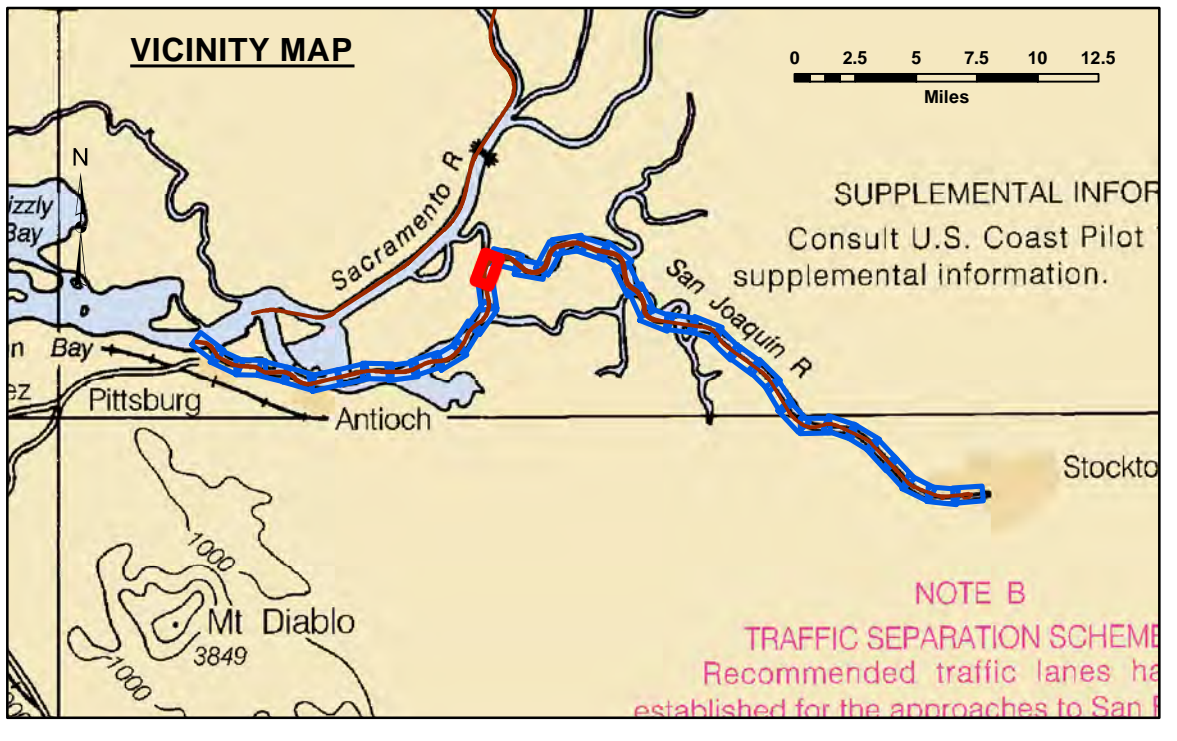 VICINITY MAP
0 2.5 5 7.5 10 12.5
Miles
N
Sacramento R
izzly
Bay
SUPPLEMENTAL INFOR
Consult U.S. Coast Pilot
supplemental information.
San Joaquin R
n Bay
ez
Pittsburg
Antioch
Stockto
1000
NOTE B
Mt Diablo
3849
TRAFFIC SEPARATION SCHEME
Recommended traffic lanes ha
1000
established for the approaches to San F